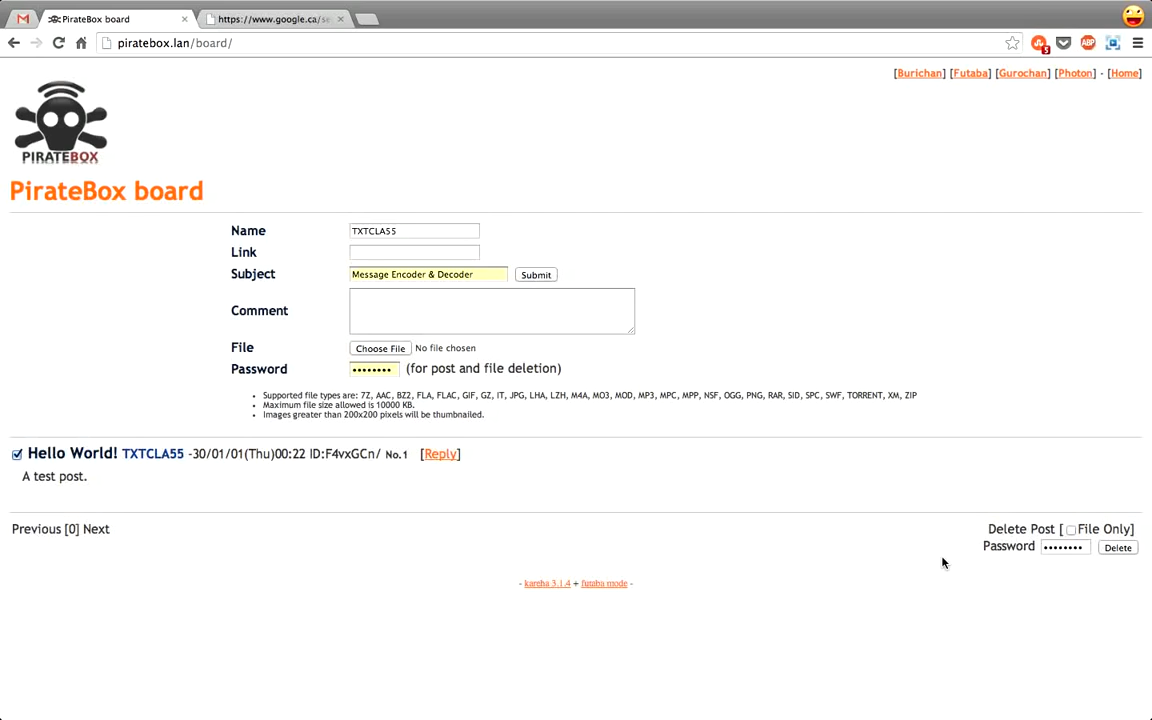 PirateBox board
https://www.google.ca/se
piratebox.lan/board/
3
ABP
[Burichan] [Futaba] [Gurochan] [Photon] - [Home]
PIRATEBOX
PirateBox board
Name TXTCLA55
Link
Subject Message Encoder & Decoder Submit
Comment
File Choose File No file chosen
Password •••••••• (for post and file deletion)
• Supported file types are: 7Z, AAC, BZ2, FLA, FLAC, GIF, GZ, IT, JPG, LHA, LZH, M4A, MO3, MOD, MP3, MPC, MPP, NSF, OGG, PNG, RAR, SID, SPC, SWF, TORRENT, XM, ZIP
• Maximum file size allowed is 10000 KB.
• Images greater than 200x200 pixels will be thumbnailed.
Hello World! TXTCLA55 -30/01/01(Thu)00:22 ID:F4vxGCn/ No.1 [Reply]
A test post.
Previous [0] Next
Delete Post [ File Only]
Password •••••••• Delete
- kareha 3.1.4 + futaba mode -